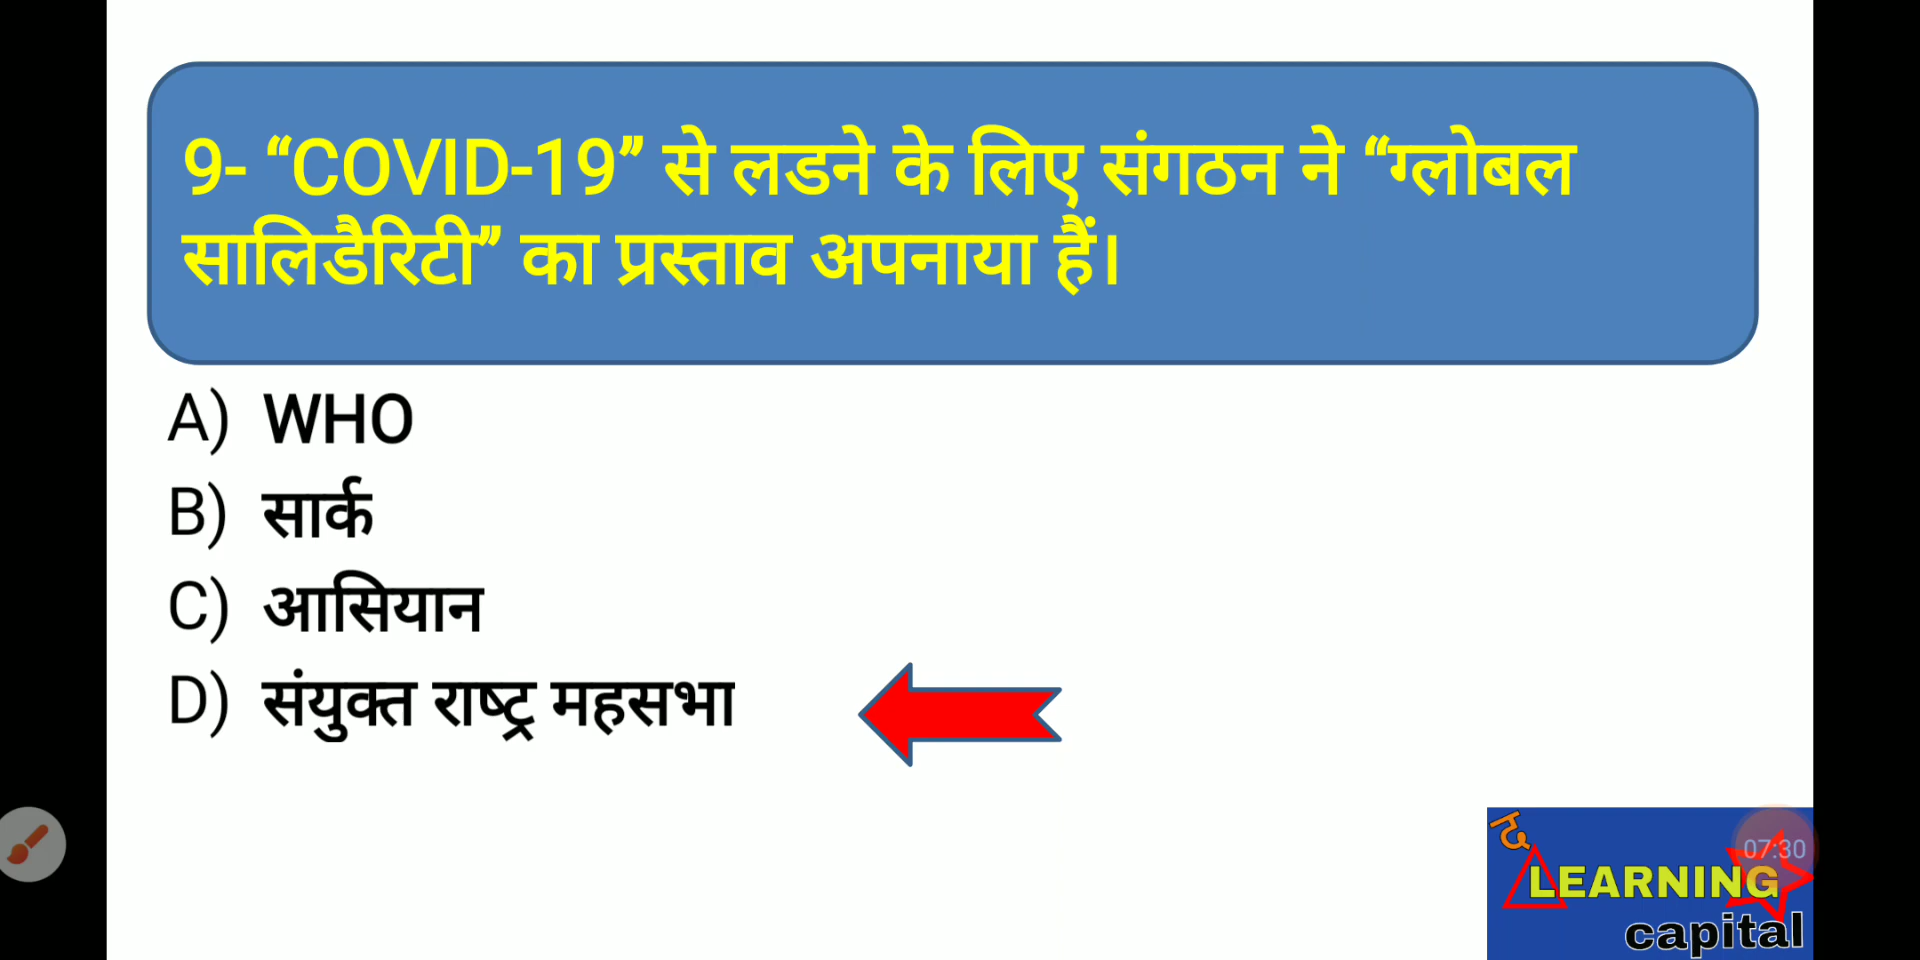 9- “COVID-19” से लडने के लिए संगठन ने “ग्लोबल
सालिडैरिटी” का प्रस्ताव अपनाया हैं।
A) WHO
B) सार्क
C) आसियान
D) संयुक्त राष्ट्र महसभा
द
07:30
LEARNING
capital